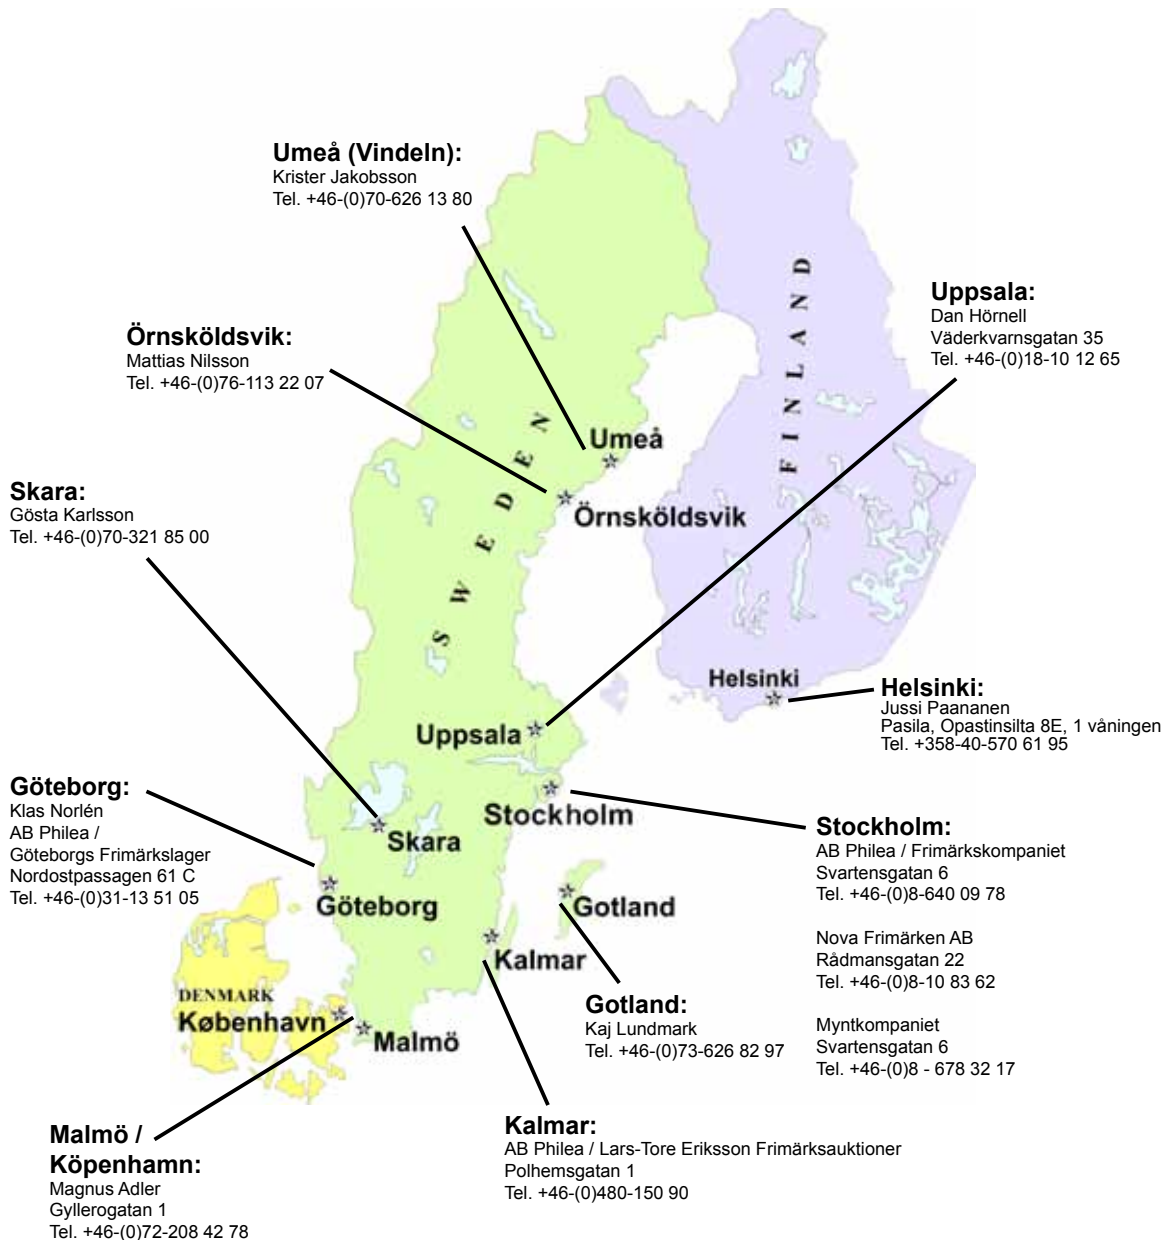 Umeå (Vindeln):
Krister Jakobsson
Tel. +46-(0)70-626 13 80
Uppsala:
Dan Hörnell
Väderkvarnsgatan 35
Tel. +46-(0)18-10 12 65
Örnsköldsvik:
Mattias Nilsson
Tel. +46-(0)76-113 22 07
FINLAND
SWEDEN
Umeå
Örnsköldsvik
Skara:
Gösta Karlsson
Tel. +46-(0)70-321 85 00
Helsinki
Helsinki:
Jussi Paananen
Pasila, Opastinsilta 8E, 1 våningen
Tel. +358-40-570 61 95
Uppsala
Göteborg:
Klas Norlén
AB Philea /
Göteborgs Frimärkslager
Nordostpassagen 61 C
Tel. +46-(0)31-13 51 05
Stockholm
Skara
Stockholm:
AB Philea / Frimärkskompaniet
Svartensgatan 6
Tel. +46-(0)8-640 09 78
Nova Frimärken AB
Rådmansgatan 22
Tel. +46-(0)8-10 83 62
Myntkompaniet
Svartensgatan 6
Tel. +46-(0)8 - 678 32 17
Göteborg
Gotland
Kalmar
DENMARK
København
Malmö
Gotland:
Kaj Lundmark
Tel. +46-(0)73-626 82 97
Malmö /
Köpenhamn:
Magnus Adler
Gyllerogatan 1
Tel. +46-(0)72-208 42 78
Kalmar:
AB Philea / Lars-Tore Eriksson Frimärksauktioner
Polhemsgatan 1
Tel. +46-(0)480-150 90